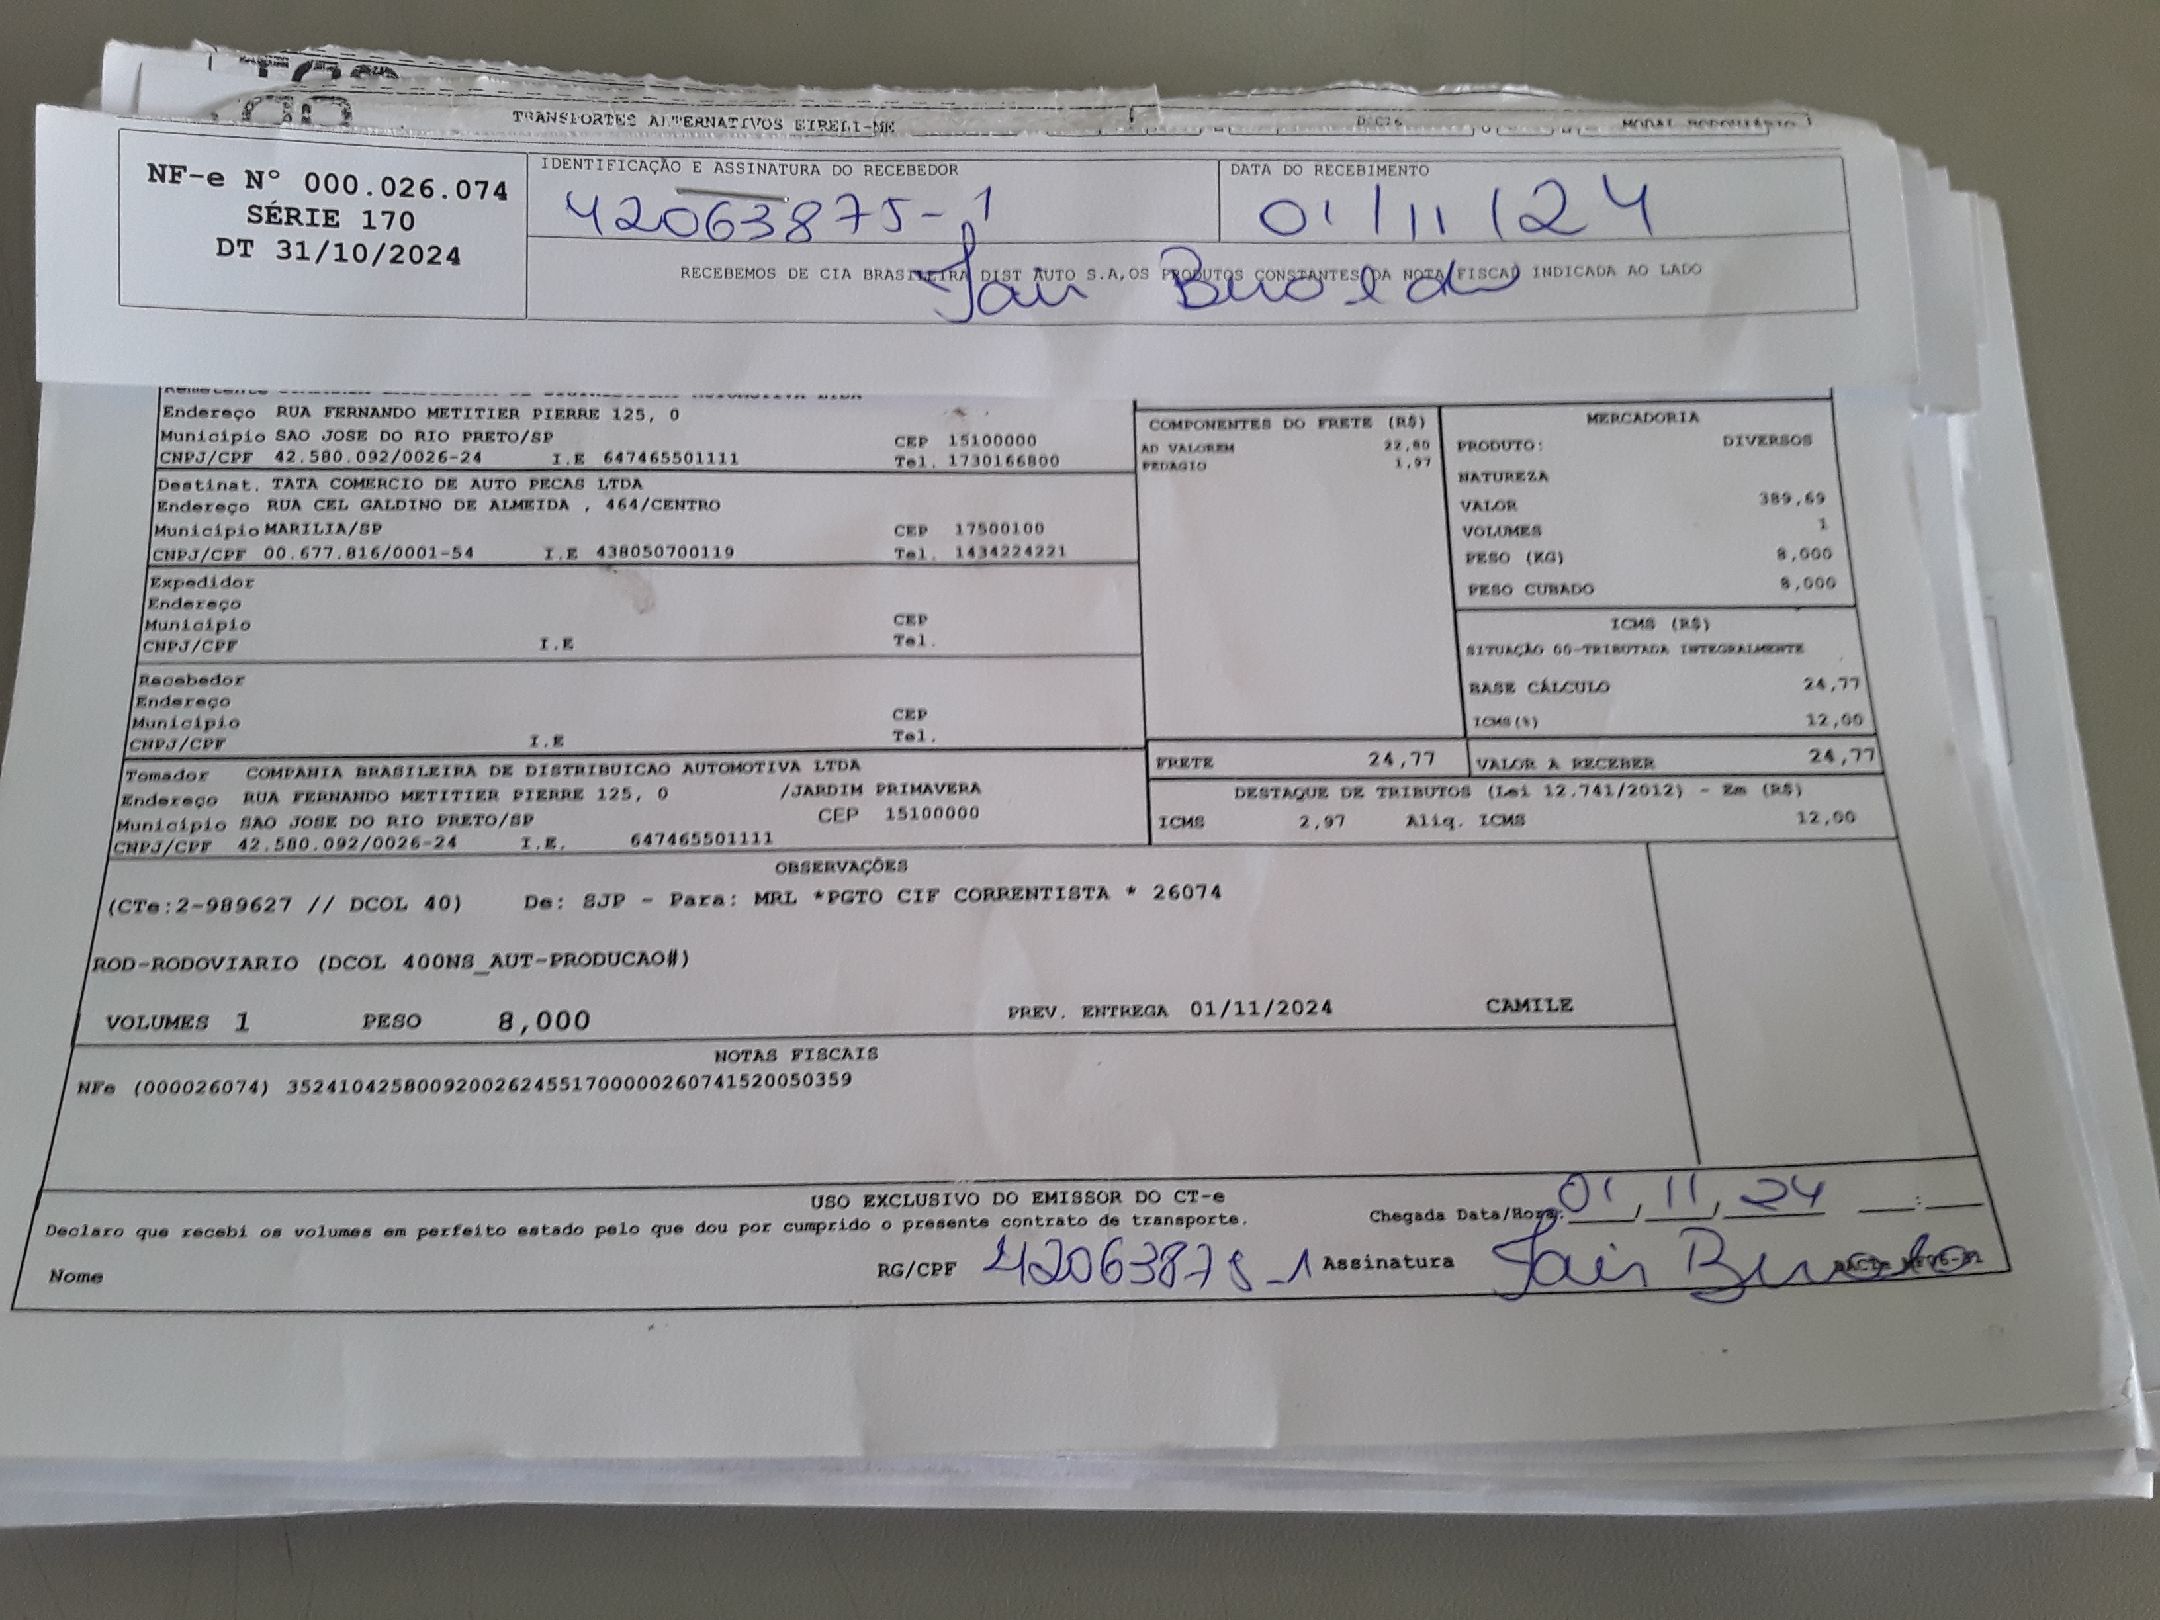 TRANSPORTES ALTERNATIVOS EIRELI-ME
MODAL RODOVIÁRIO
NF-e Nº 000.026.074
SÉRIE 170
DT 31/10/2024
IDENTIFICAÇÃO E ASSINATURA DO RECEBEDOR
42063875-1
DATA DO RECEBIMENTO
01/11/24
RECEBEMOS DE CIA BRASILEIRA DIST AUTO S.A,OS PRODUTOS CONSTANTES DA NOTA FISCAL INDICADA AO LADO
Jair
Endereço RUA FERNANDO METITIER PIERRE 125, 0
Municipio SAO JOSE DO RIO PRETO/SP CEP 15100000
CNPJ/CPF 42.580.092/0026-24 I.E 647465501111 Tel. 1730166800
Destinat. TATA COMERCIO DE AUTO PECAS LTDA
Endereço RUA CEL GALDINO DE ALMEIDA , 464/CENTRO
Municipio MARILIA/SP CEP 17500100
CNPJ/CPF 00.677.816/0001-54 I.E 438050700119 Tel. 1434224221
Expedidor
Endereço
Municipio CEP
CNPJ/CPF I.E Tel.
Recebedor
Endereço
Municipio CEP
CNPJ/CPF I.E Tel.
Tomador COMPANIA BRASILEIRA DE DISTRIBUICAO AUTOMOTIVA LTDA
Endereço RUA FERNANDO METITIER PIERRE 125, 0 /JARDIM PRIMAVERA
Municipio SAO JOSE DO RIO PRETO/SP CEP 15100000
CNPJ/CPF 42.580.092/0026-24 I.E. 647465501111
COMPONENTES DO FRETE (R$)
AD VALOREM 22,80
PEDAGIO 1,97
MERCADORIA
PRODUTO: DIVERSOS
NATUREZA
VALOR 389,69
VOLUMES 1
PESO (KG) 8,000
PESO CUBADO 8,000
ICMS (R$)
SITUAÇÃO 00-TRIBUTADA INTEGRALMENTE
BASE CÁLCULO 24,77
ICMS(%) 12,00
FRETE 24,77 VALOR A RECEBER 24,77
DESTAQUE DE TRIBUTOS (Lei 12.741/2012) - Em (R$)
ICMS 2,97 Aliq. ICMS 12,00
OBSERVAÇÕES
(CTe:2-989627 // DCOL 40) De: SJP - Para: MRL *PGTO CIF CORRENTISTA * 26074
ROD-RODOVIARIO (DCOL 400NS_AUT-PRODUCAO#)
VOLUMES 1 PESO 8,000 PREV. ENTREGA 01/11/2024 CAMILE
NOTAS FISCAIS
NFe (000026074) 35241042580092002624551700000260741520050359
USO EXCLUSIVO DO EMISSOR DO CT-e
Declaro que recebi os volumes em perfeito estado pelo que dou por cumprido o presente contrato de transporte.
Chegada Data/Hora: 01/11/24 __:__
Nome RG/CPF 42063875-1 Assinatura Jair